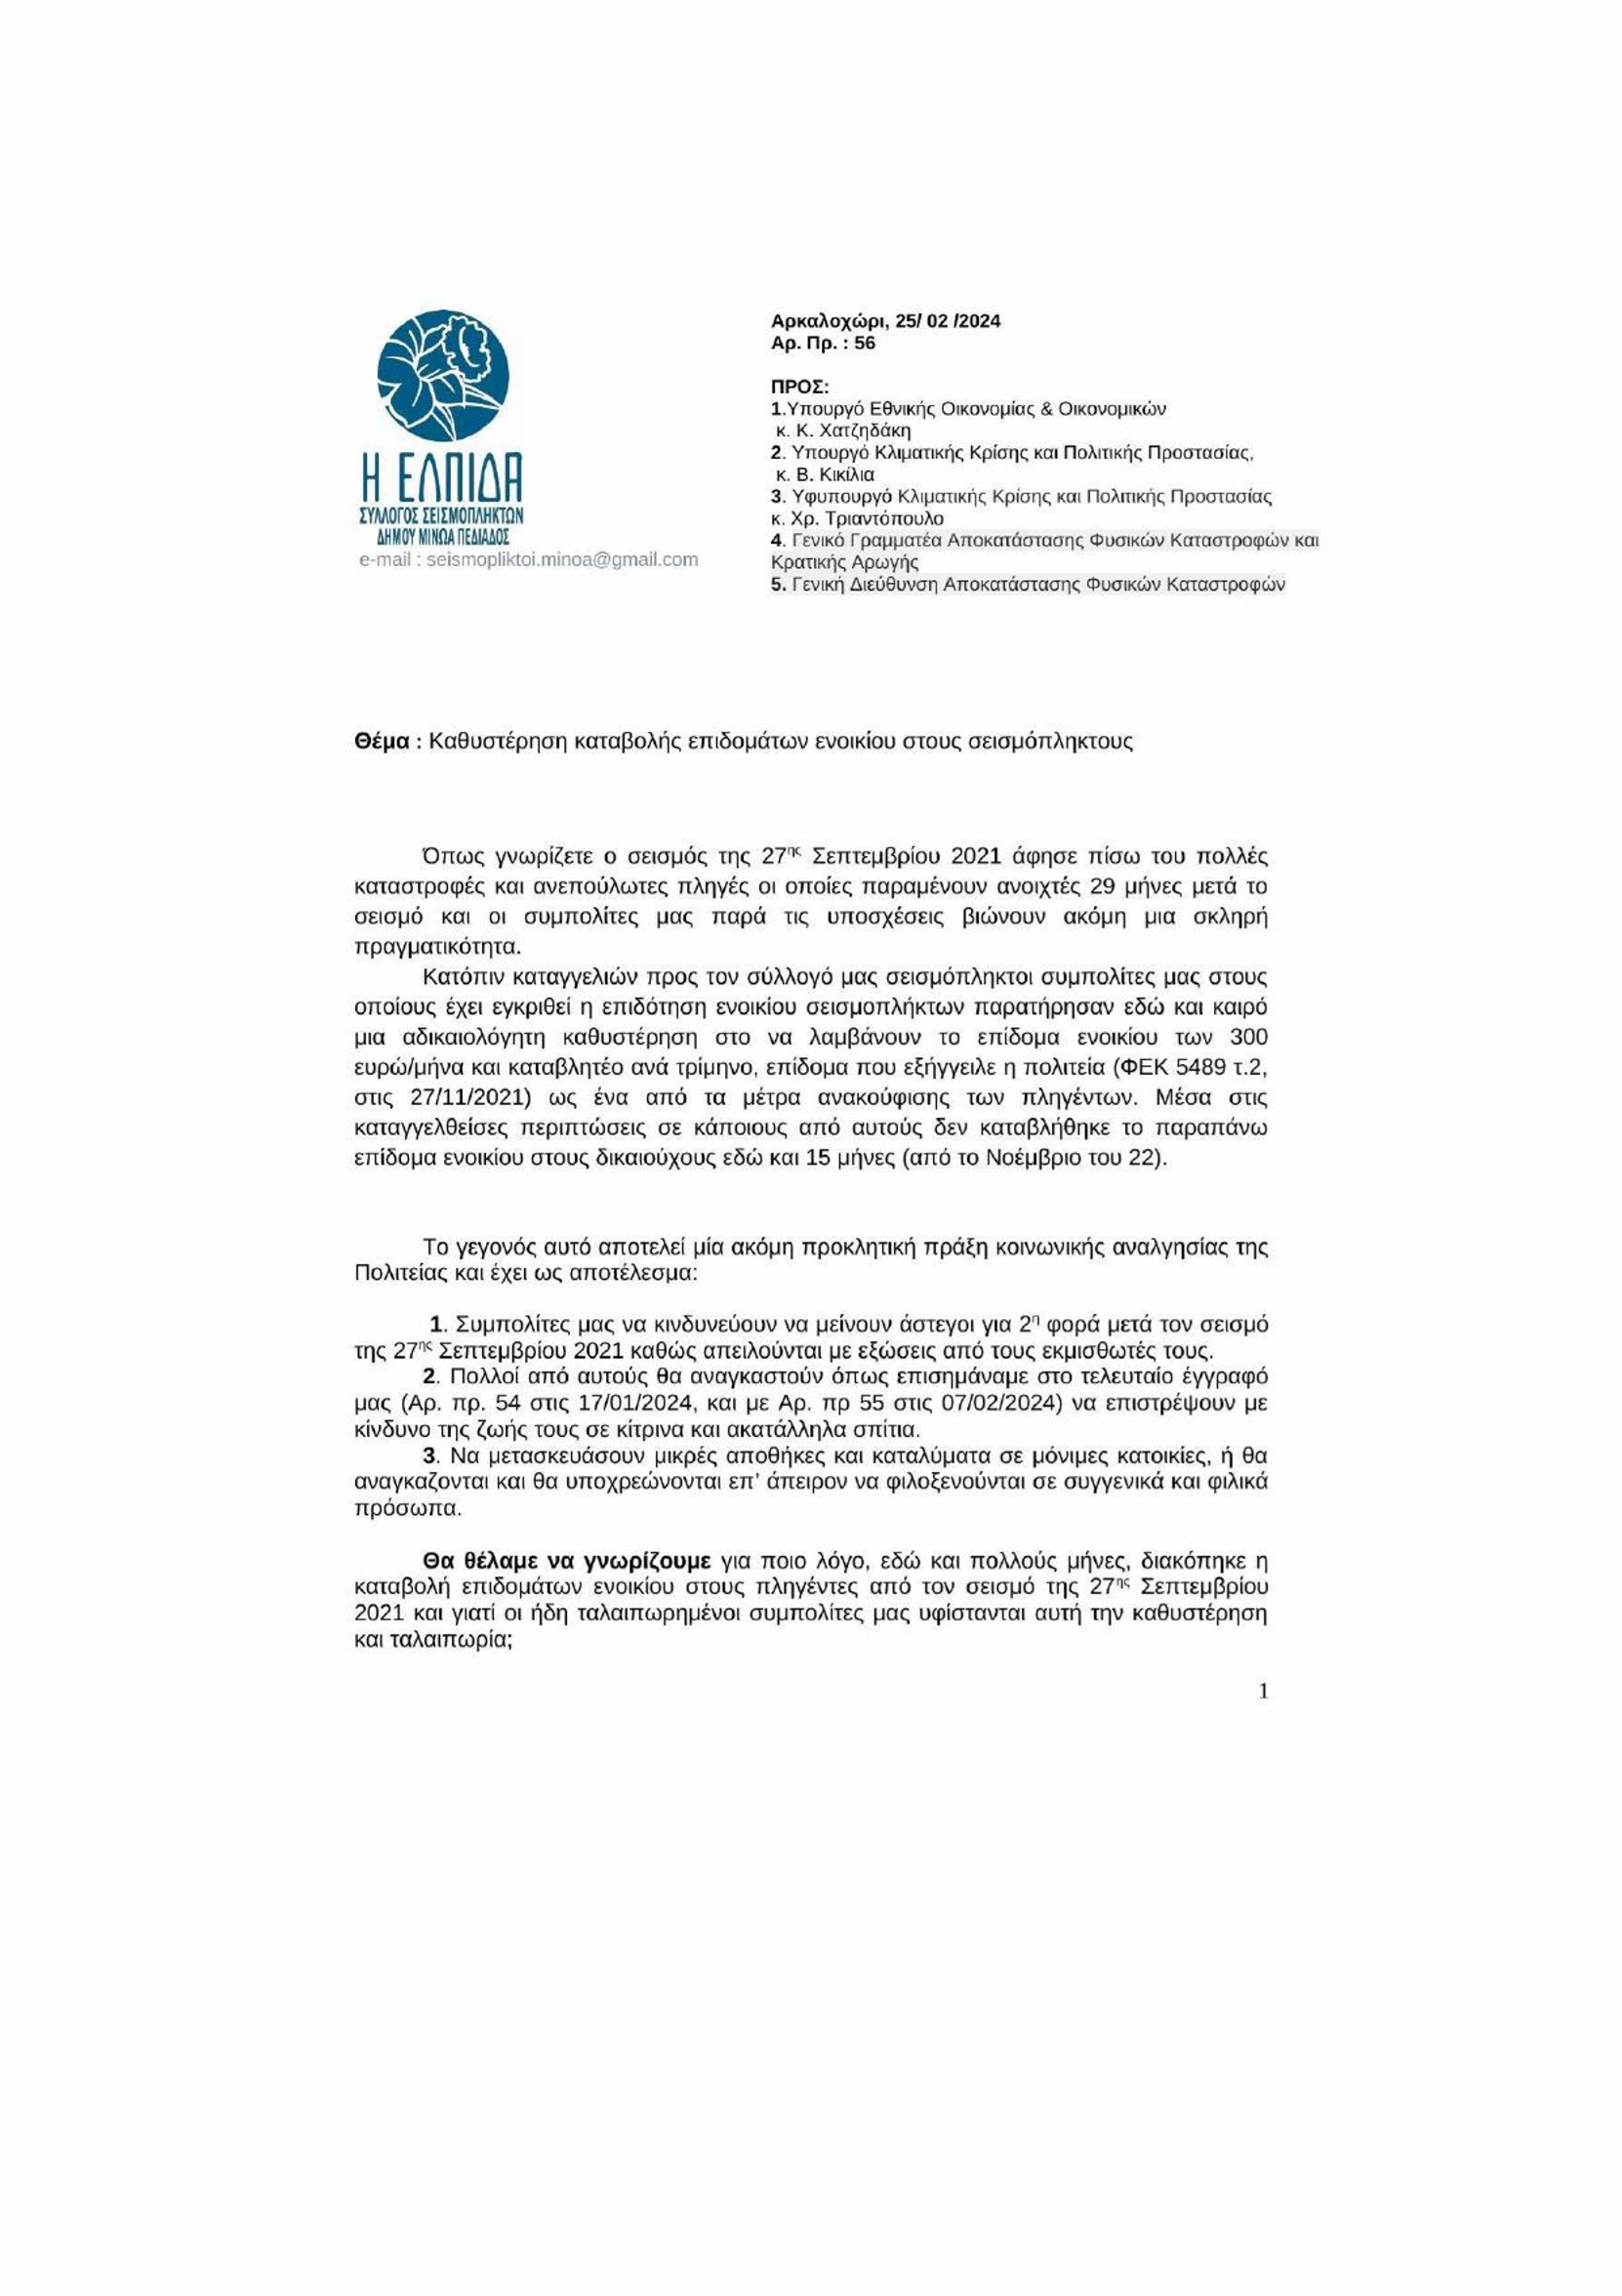 Η ΕΛΠΙΔΑ
ΣΥΛΛΟΓΟΣ ΣΕΙΣΜΟΠΛΗΚΤΩΝ
ΔΗΜΟΥ ΜΙΝΩΑ ΠΕΔΙΑΔΟΣ
e-mail : seismopliktoi.minoa@gmail.com
Αρκαλοχώρι, 25/ 02 /2024
Αρ. Πρ. : 56
ΠΡΟΣ:
1.Υπουργό Εθνικής Οικονομίας & Οικονομικών
κ. Κ. Χατζηδάκη
2. Υπουργό Κλιματικής Κρίσης και Πολιτικής Προστασίας,
κ. Β. Κικίλια
3. Υφυπουργό Κλιματικής Κρίσης και Πολιτικής Προστασίας
κ. Χρ. Τριαντόπουλο
4. Γενικό Γραμματέα Αποκατάστασης Φυσικών Καταστροφών και
Κρατικής Αρωγής
5. Γενική Διεύθυνση Αποκατάστασης Φυσικών Καταστροφών
Θέμα : Καθυστέρηση καταβολής επιδομάτων ενοικίου στους σεισμόπληκτους
Όπως γνωρίζετε ο σεισμός της 27ης Σεπτεμβρίου 2021 άφησε πίσω του πολλές
καταστροφές και ανεπούλωτες πληγές οι οποίες παραμένουν ανοιχτές 29 μήνες μετά το
σεισμό και οι συμπολίτες μας παρά τις υποσχέσεις βιώνουν ακόμη μια σκληρή
πραγματικότητα.
Κατόπιν καταγγελιών προς τον σύλλογό μας σεισμόπληκτοι συμπολίτες μας στους
οποίους έχει εγκριθεί η επιδότηση ενοικίου σεισμοπλήκτων παρατήρησαν εδώ και καιρό
μια αδικαιολόγητη καθυστέρηση στο να λαμβάνουν το επίδομα ενοικίου των 300
ευρώ/μήνα και καταβλητέο ανά τρίμηνο, επίδομα που εξήγγειλε η πολιτεία (ΦΕΚ 5489 τ.2,
στις 27/11/2021) ως ένα από τα μέτρα ανακούφισης των πληγέντων. Μέσα στις
καταγγελθείσες περιπτώσεις σε κάποιους από αυτούς δεν καταβλήθηκε το παραπάνω
επίδομα ενοικίου στους δικαιούχους εδώ και 15 μήνες (από το Νοέμβριο του 22).
Το γεγονός αυτό αποτελεί μία ακόμη προκλητική πράξη κοινωνικής αναλγησίας της
Πολιτείας και έχει ως αποτέλεσμα:
1. Συμπολίτες μας να κινδυνεύουν να μείνουν άστεγοι για 2η φορά μετά τον σεισμό
της 27ης Σεπτεμβρίου 2021 καθώς απειλούνται με εξώσεις από τους εκμισθωτές τους.
2. Πολλοί από αυτούς θα αναγκαστούν όπως επισημάναμε στο τελευταίο έγγραφό
μας (Αρ. πρ. 54 στις 17/01/2024, και με Αρ. πρ 55 στις 07/02/2024) να επιστρέψουν με
κίνδυνο της ζωής τους σε κίτρινα και ακατάλληλα σπίτια.
3. Να μετασκευάσουν μικρές αποθήκες και καταλύματα σε μόνιμες κατοικίες, ή θα
αναγκαζονται και θα υποχρεώνονται επ' άπειρον να φιλοξενούνται σε συγγενικά και φιλικά
πρόσωπα.
Θα θέλαμε να γνωρίζουμε για ποιο λόγο, εδώ και πολλούς μήνες, διακόπηκε η
καταβολή επιδομάτων ενοικίου στους πληγέντες από τον σεισμό της 27ης Σεπτεμβρίου
2021 και γιατί οι ήδη ταλαιπωρημένοι συμπολίτες μας υφίστανται αυτή την καθυστέρηση
και ταλαιπωρία;
1